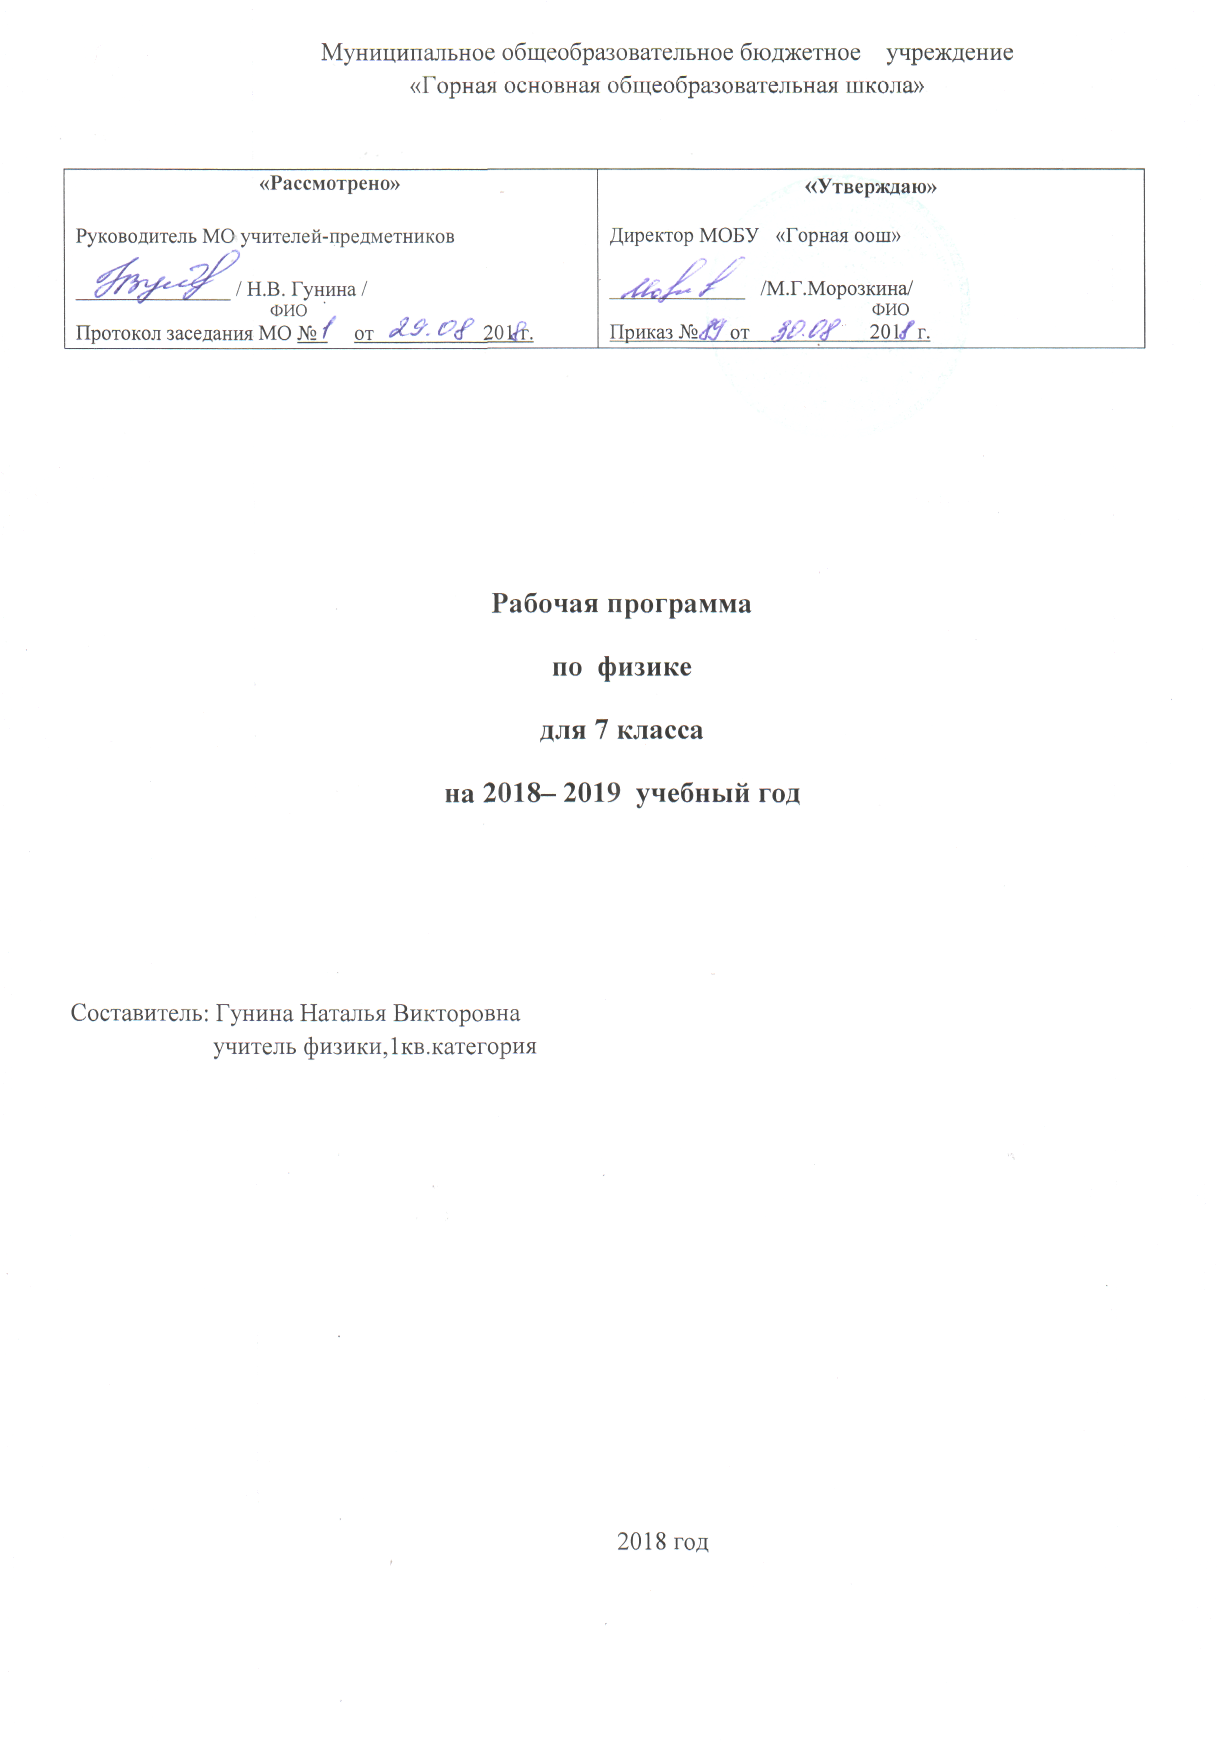 Муниципальное общеобразовательное бюджетное учреждение
«Горная основная общеобразовательная школа»
«Рассмотрено»
Руководитель МО учителей-предметников
/ Н.В. Гунина /
ФИО
Протокол заседания МО № 1 от 29.08 2018г.
«Утверждаю»
Директор МОБУ «Горная оош»
/М.Г.Морозкина/
ФИО
Приказ №89 от 30.08 2018 г.
Рабочая программа
по физике
для 7 класса
на 2018– 2019 учебный год
Составитель: Гунина Наталья Викторовна
учитель физики,1кв.категория
2018 год